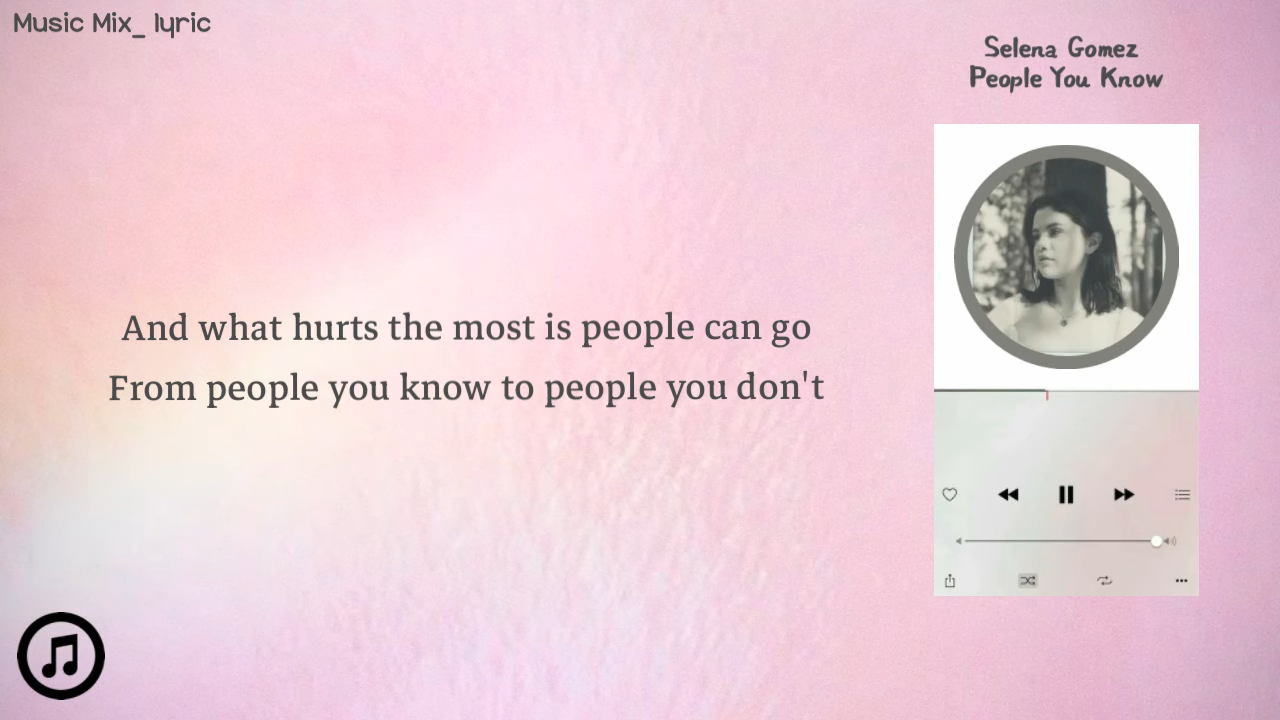 Music Mix_ lyric
Selena Gomez
People You Know
And what hurts the most is people can go
From people you know to people you don't